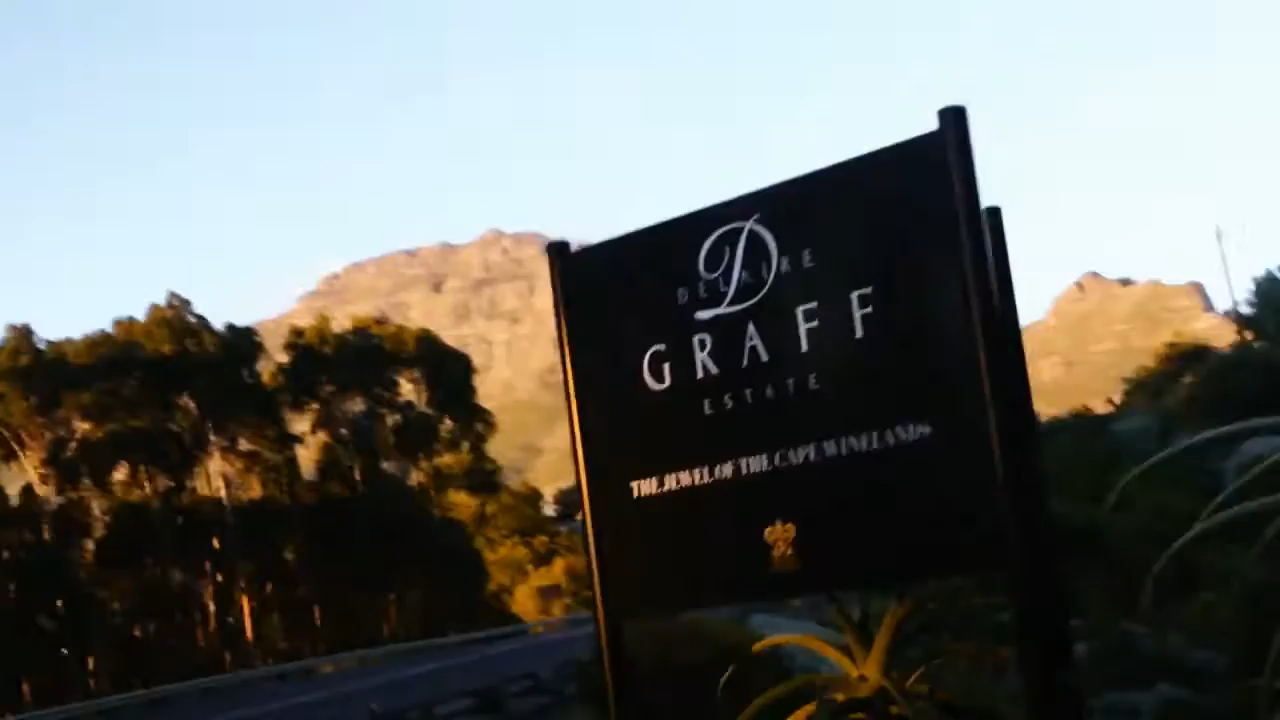 D
DELAIRE
GRAFF
ESTATE
THE JEWEL OF THE CAPE WINELANDS